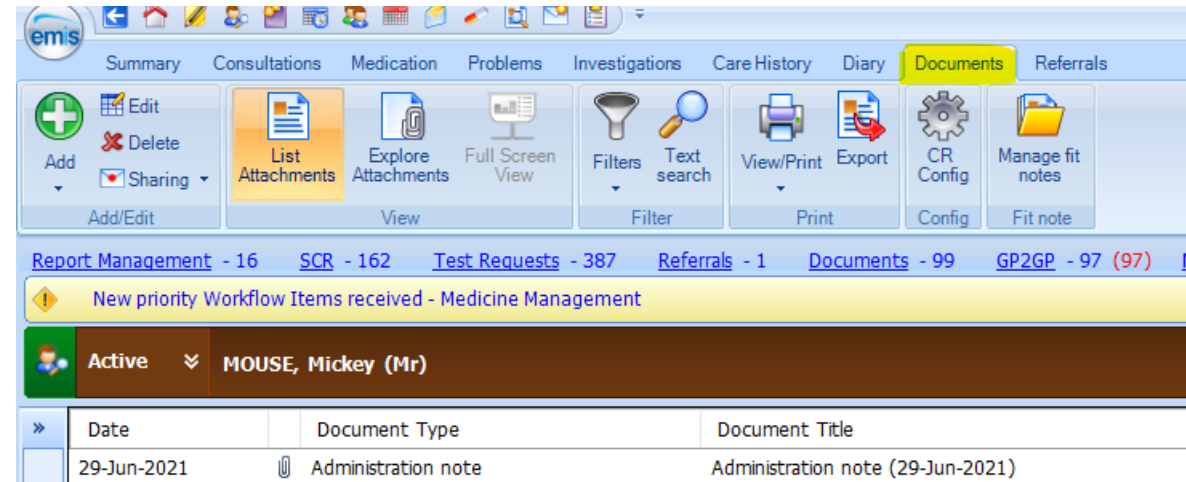 emis
Summary Consultations Medication Problems Investigations Care History Diary Documents Referrals
Add
Edit
Delete
Sharing
Add/Edit
List Attachments
Explore Attachments
Full Screen View
View
Filters
Text search
Filter
View/Print
Export
Print
CR Config
Config
Manage fit notes
Fit note
Report Management - 16 SCR - 162 Test Requests - 387 Referrals - 1 Documents - 99 GP2GP - 97 (97)
New priority Workflow Items received - Medicine Management
Active MOUSE, Mickey (Mr)
Date Document Type Document Title
29-Jun-2021 Administration note Administration note (29-Jun-2021)